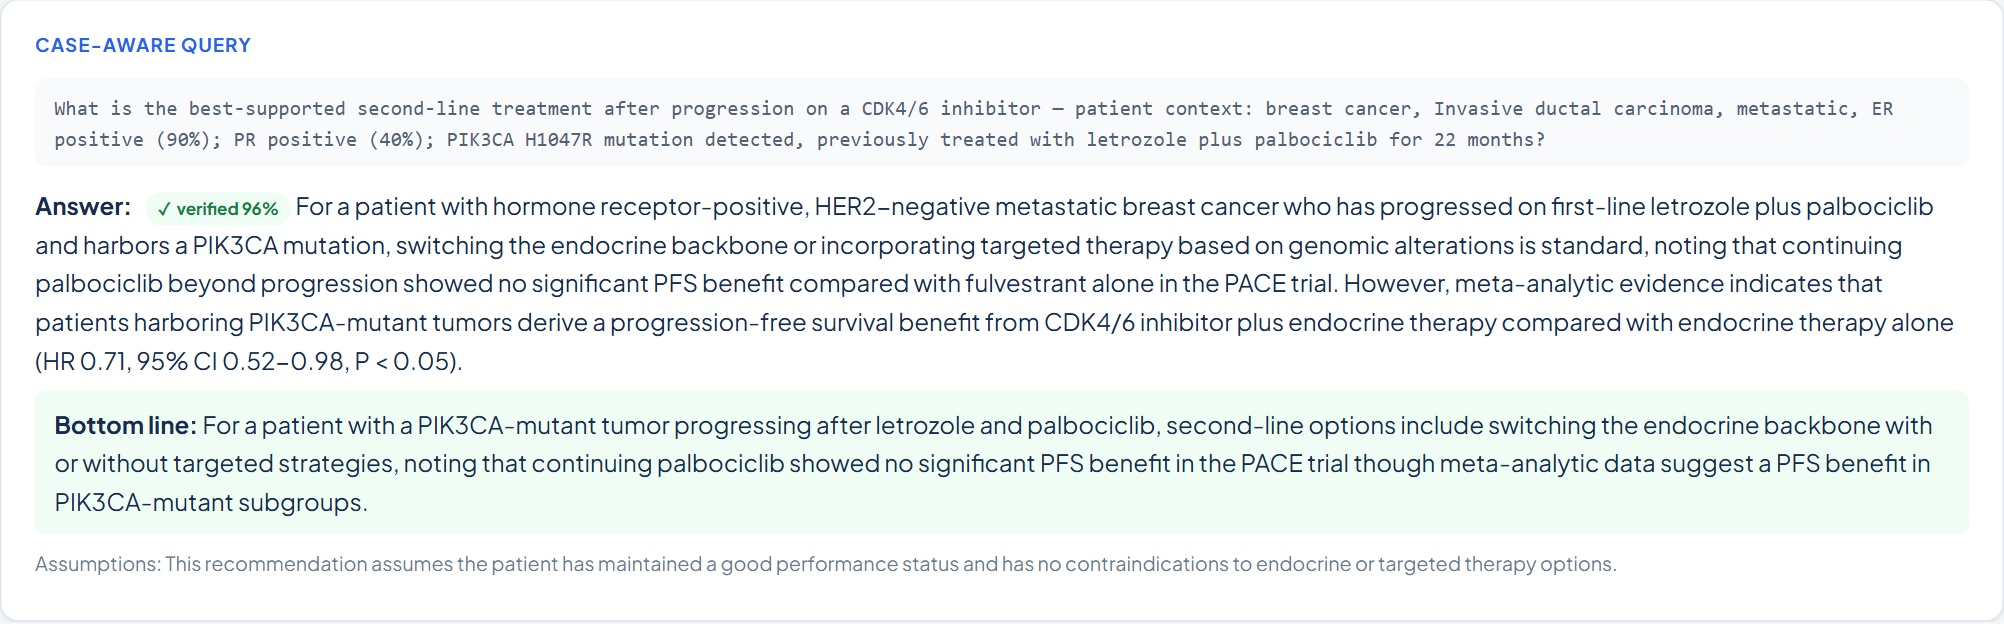 CASE-AWARE QUERY
What is the best-supported second-line treatment after progression on a CDK4/6 inhibitor — patient context: breast cancer, Invasive ductal carcinoma, metastatic, ER
positive (90%); PR positive (40%); PIK3CA H1047R mutation detected, previously treated with letrozole plus palbociclib for 22 months?
Answer: ✓ verified 96% For a patient with hormone receptor-positive, HER2-negative metastatic breast cancer who has progressed on first-line letrozole plus palbociclib
and harbors a PIK3CA mutation, switching the endocrine backbone or incorporating targeted therapy based on genomic alterations is standard, noting that continuing
palbociclib beyond progression showed no significant PFS benefit compared with fulvestrant alone in the PACE trial. However, meta-analytic evidence indicates that
patients harboring PIK3CA-mutant tumors derive a progression-free survival benefit from CDK4/6 inhibitor plus endocrine therapy compared with endocrine therapy alone
(HR 0.71, 95% CI 0.52–0.98, P < 0.05).
Bottom line: For a patient with a PIK3CA-mutant tumor progressing after letrozole and palbociclib, second-line options include switching the endocrine backbone with
or without targeted strategies, noting that continuing palbociclib showed no significant PFS benefit in the PACE trial though meta-analytic data suggest a PFS benefit in
PIK3CA-mutant subgroups.
Assumptions: This recommendation assumes the patient has maintained a good performance status and has no contraindications to endocrine or targeted therapy options.